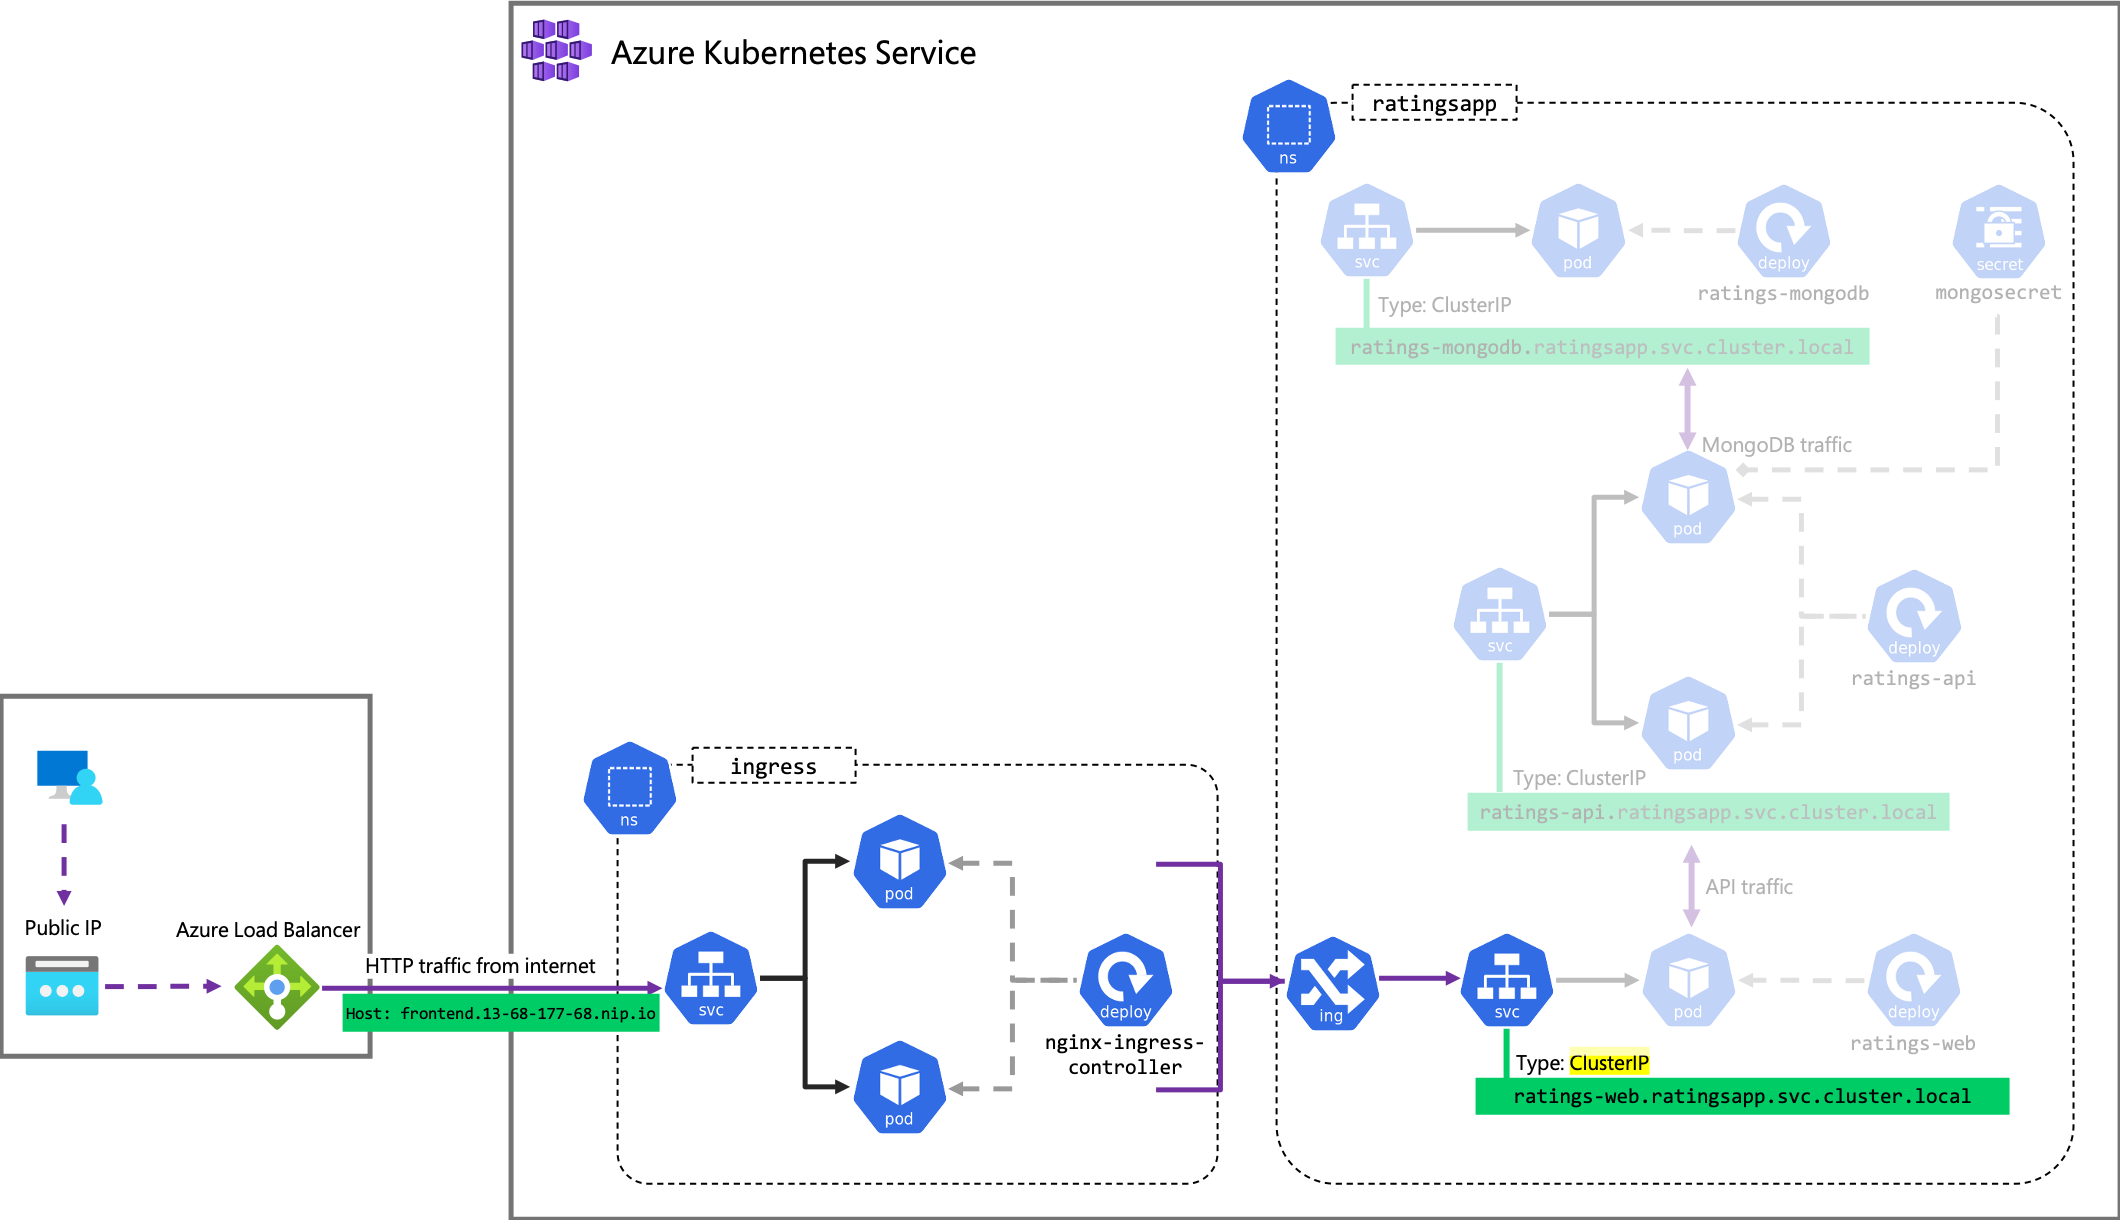 Azure Kubernetes Service
ratingsapp
ns
svc
pod
deploy
secret
ratings-mongodb
mongosecret
Type: ClusterIP
ratings-mongodb.ratingsapp.svc.cluster.local
MongoDB traffic
pod
svc
deploy
ratings-api
pod
Type: ClusterIP
ratings-api.ratingsapp.svc.cluster.local
API traffic
ingress
ns
pod
Public IP
Azure Load Balancer
HTTP traffic from internet
Host: frontend.13-68-177-68.nip.io
svc
deploy
nginx-ingress-
controller
pod
ing
svc
pod
deploy
ratings-web
Type: ClusterIP
ratings-web.ratingsapp.svc.cluster.local